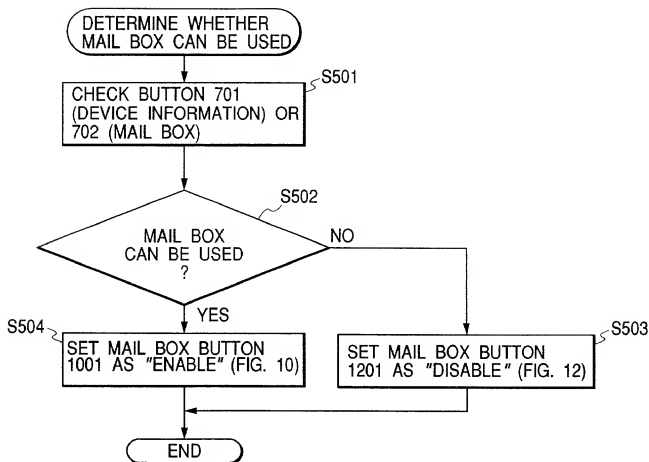 DETERMINE WHETHER
MAIL BOX CAN BE USED
S501
CHECK BUTTON 701
(DEVICE INFORMATION) OR
702 (MAIL BOX)
S502
MAIL BOX
CAN BE USED
?
NO
YES
S504
SET MAIL BOX BUTTON
1001 AS "ENABLE" (FIG. 10)
S503
SET MAIL BOX BUTTON
1201 AS "DISABLE" (FIG. 12)
END